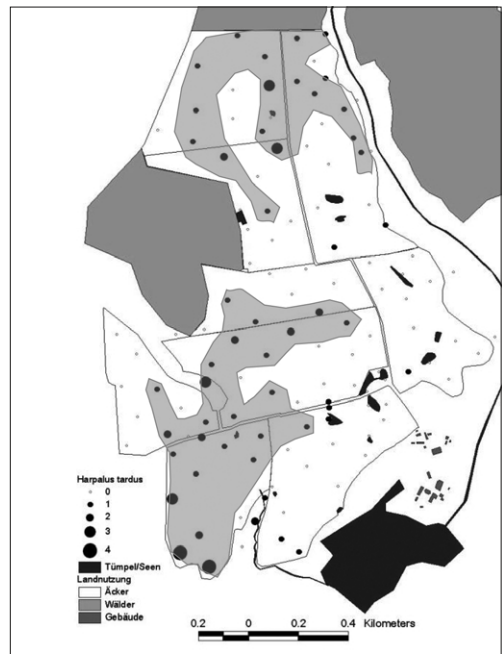 Harpalus tardus
0
1
2
3
4
Tümpel/Seen
Landnutzung
Äcker
Wälder
Gebäude
0.2 0 0.2 0.4 Kilometers